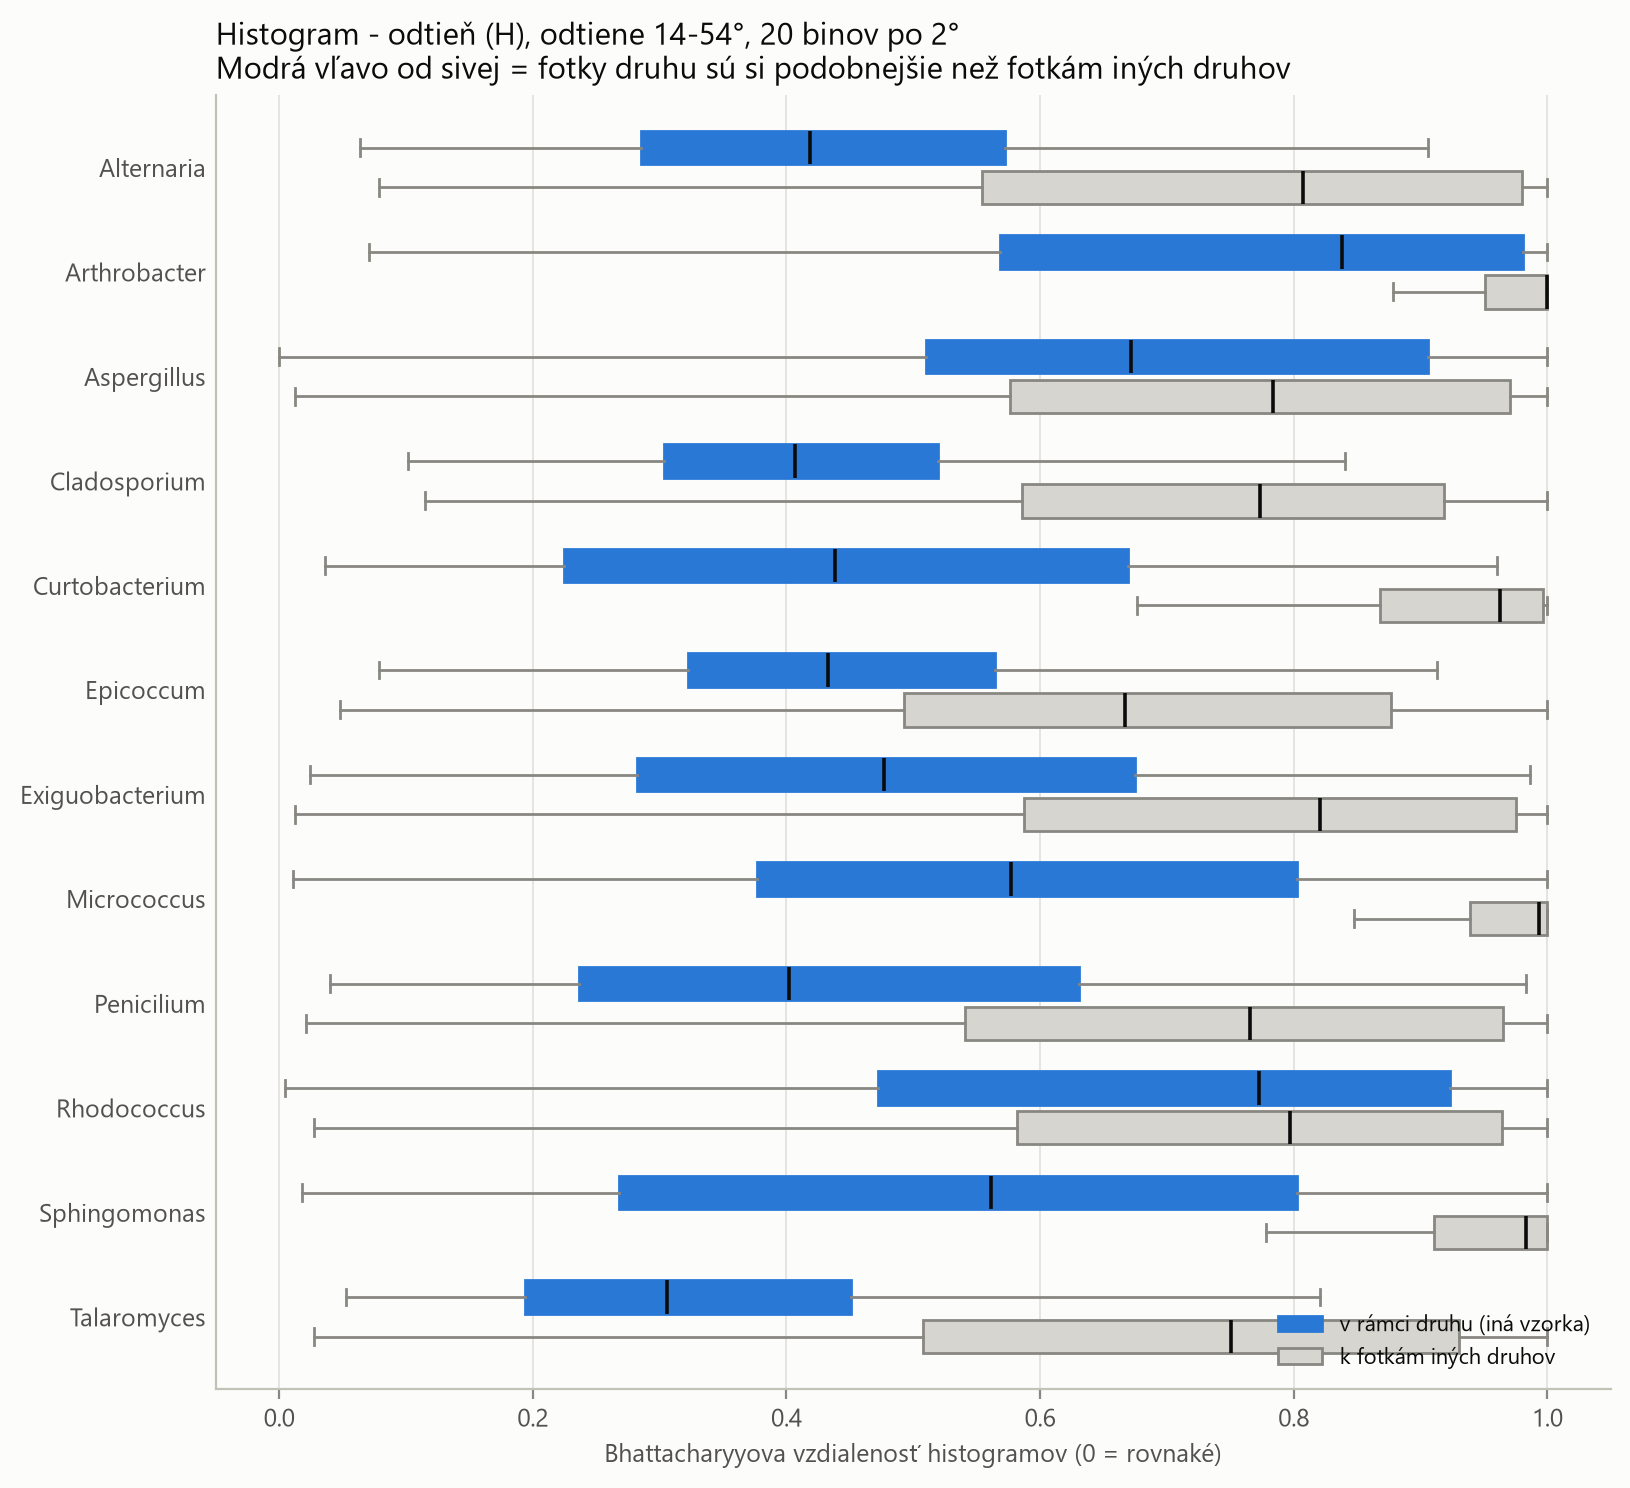 Histogram - odtieň (H), odtiene 14-54°, 20 binov po 2°
Modrá vľavo od sivej = fotky druhu sú si podobnejšie než fotkám iných druhov
Alternaria
Arthrobacter
Aspergillus
Cladosporium
Curtobacterium
Epicoccum
Exiguobacterium
Micrococcus
Penicilium
Rhodococcus
Sphingomonas
Talaromyces
v rámci druhu (iná vzorka)
k fotkám iných druhov
0.0 0.2 0.4 0.6 0.8 1.0
Bhattacharyyova vzdialenosť histogramov (0 = rovnaké)